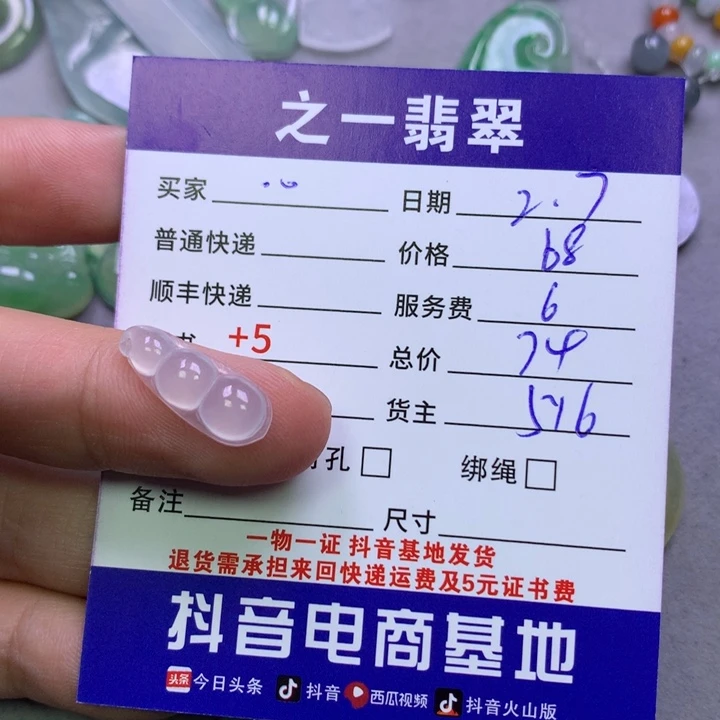 之一翡翠
买家 日期 2.7
普通快递 价格 68
顺丰快递 服务费 6
书 +5 总价 74
货主 546
孔 绑绳
备注 尺寸
一物一证 抖音基地发货
退货需承担来回快递运费及5元证书费
抖音电商基地
头条 今日头条 抖音 西瓜视频 抖音火山版